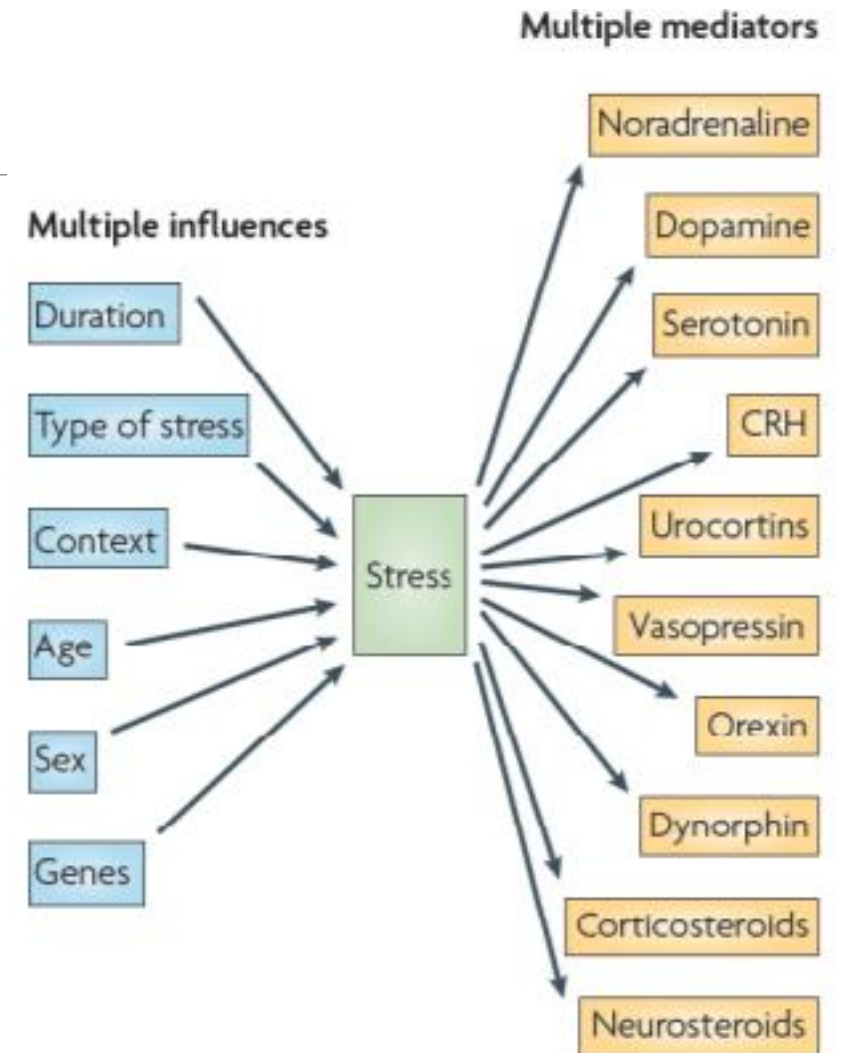 Multiple influences
Duration
Type of stress
Context
Age
Sex
Genes
Stress
Multiple mediators
Noradrenaline
Dopamine
Serotonin
CRH
Urocortins
Vasopressin
Orexin
Dynorphin
Corticosteroids
Neurosteroids